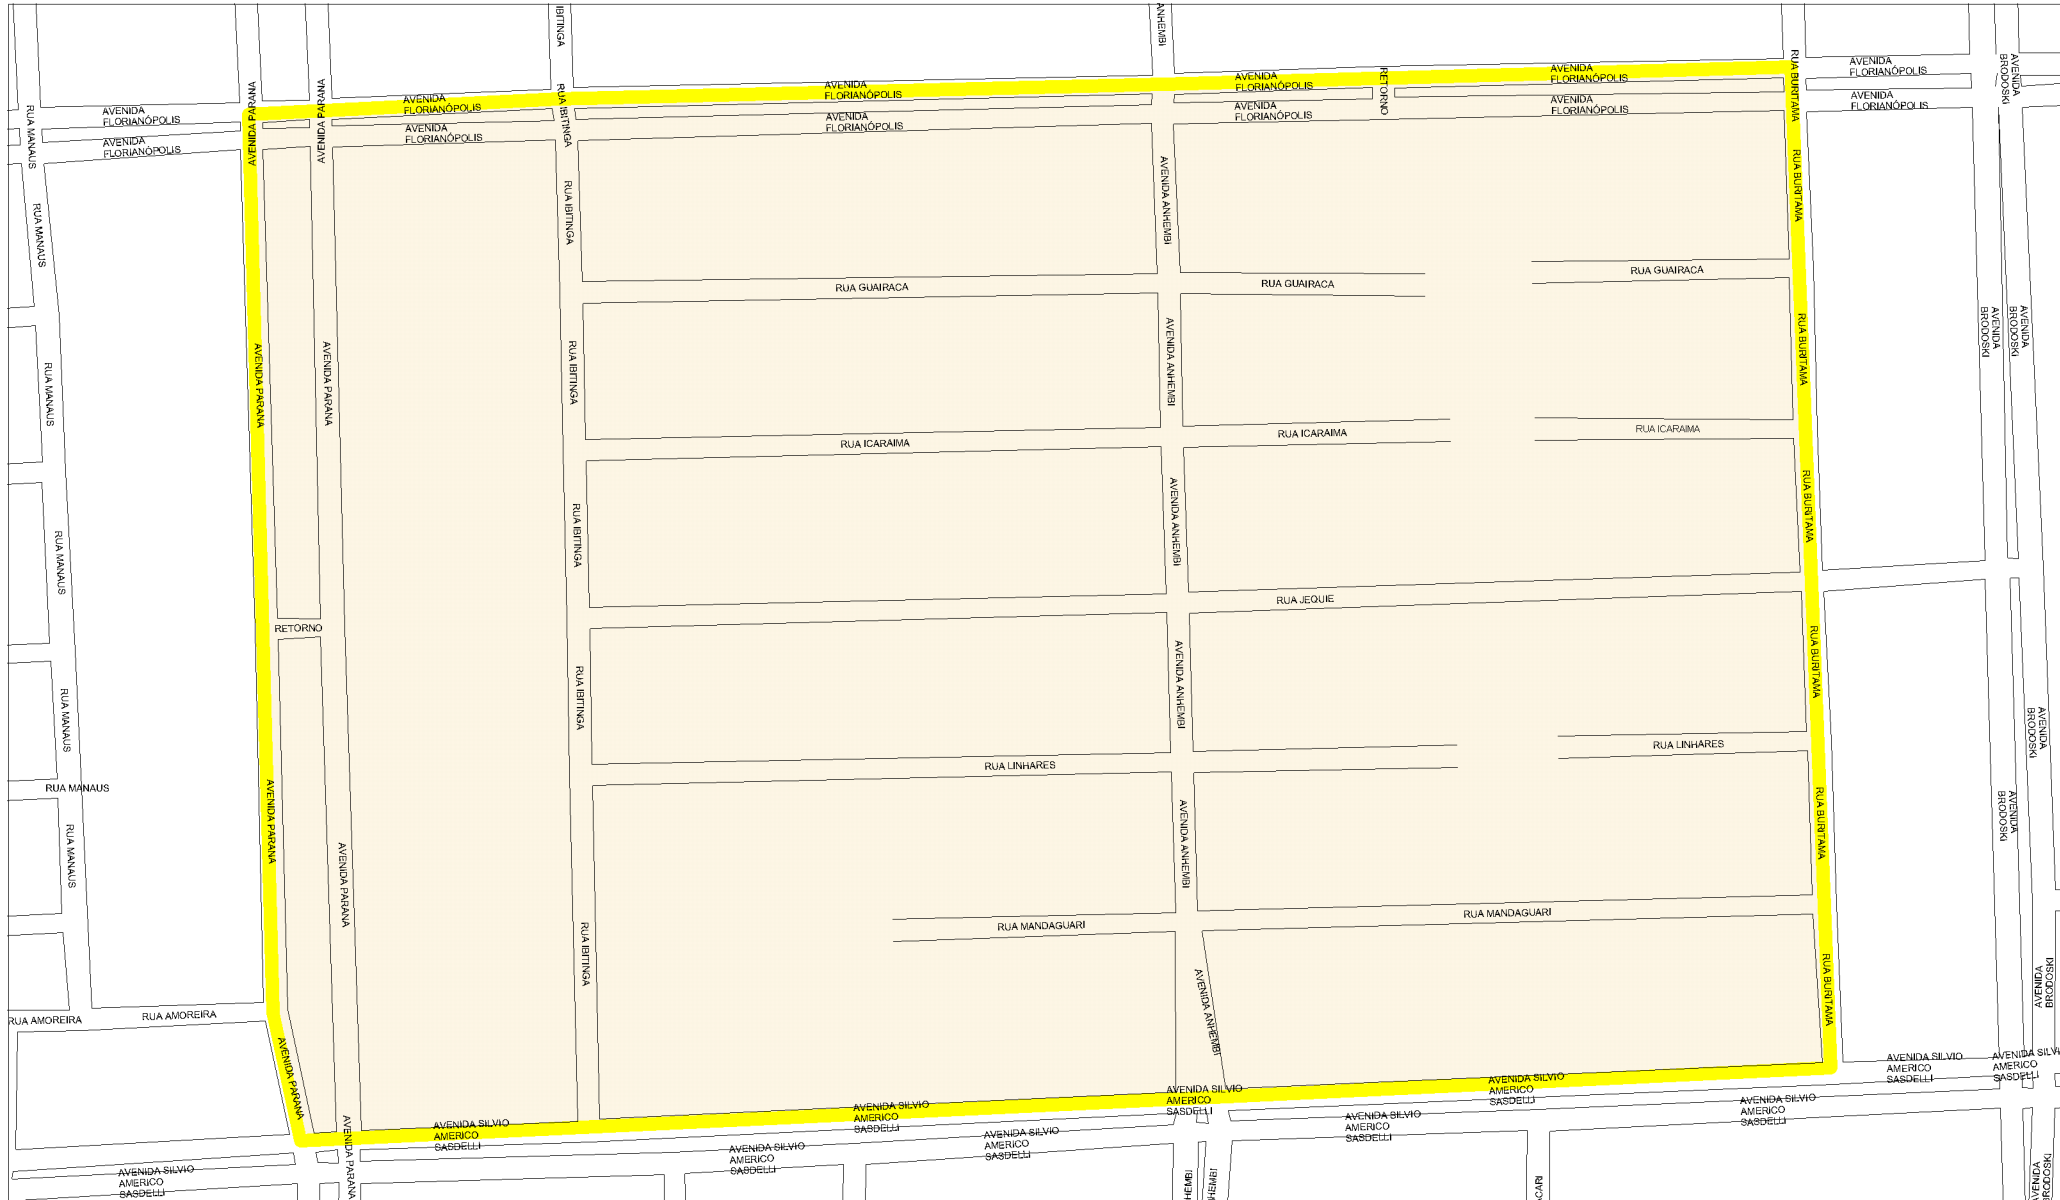 IBITINGA
ANHEMBI
AVENIDA
FLORIANÓPOLIS
AVENIDA
FLORIANÓPOLIS
AVENIDA
FLORIANÓPOLIS
AVENIDA
FLORIANÓPOLIS
AVENIDA
FLORIANÓPOLIS
AVENIDA
FLORIANÓPOLIS
AVENIDA
FLORIANÓPOLIS
AVENIDA
FLORIANÓPOLIS
AVENIDA
FLORIANÓPOLIS
AVENIDA
FLORIANÓPOLIS
AVENIDA
FLORIANÓPOLIS
AVENIDA
FLORIANÓPOLIS
RETORNO
AVENIDA
BRODOSKI
RUA MANAUS
AVENIDA PARANA
AVENIDA PARANA
AVENIDA PARANA
RUA IBITINGA
RUA BURITAMA
RUA MANAUS
RUA IBITINGA
AVENIDA ANHEMBI
RUA BURITAMA
RUA GUAIRACA
RUA GUAIRACA
RUA GUAIRACA
RUA MANAUS
AVENIDA PARANA
AVENIDA PARANA
RUA IBITINGA
AVENIDA ANHEMBI
RUA BURITAMA
AVENIDA
BRODOSKI
AVENIDA
BRODOSKI
RUA ICARAIMA
RUA ICARAIMA
RUA ICARAIMA
RUA MANAUS
RUA IBITINGA
AVENIDA ANHEMBI
RUA BURITAMA
RUA JEQUIE
RETORNO
RUA MANAUS
RUA IBITINGA
AVENIDA ANHEMBI
RUA BURITAMA
AVENIDA
BRODOSKI
RUA LINHARES
RUA LINHARES
RUA MANAUS
RUA MANAUS
AVENIDA PARANA
AVENIDA PARANA
AVENIDA ANHEMBI
RUA BURITAMA
AVENIDA
BRODOSKI
RUA MANDAGUARI
RUA MANDAGUARI
RUA IBITINGA
AVENIDA ANHEMBI
RUA BURITAMA
AVENIDA
BRODOSKI
RUA AMOREIRA
RUA AMOREIRA
AVENIDA PARANA
AVENIDA SILVIO
AMERICO
SASDELLI
AVENIDA SILVIO
AMERICO
SASDELLI
AVENIDA SILVIO
AMERICO
SASDELLI
AVENIDA SILVIO
AMERICO
SASDELLI
AVENIDA SILVIO
AMERICO
SASDELLI
AVENIDA SILVI
AMERICO
SASDELLI
AVENIDA SILVIO
AMERICO
SASDELLI
AVENIDA SILVIO
AMERICO
SASDELLI
AVENIDA SILVIO
AMERICO
SASDELLI
AVENIDA SILVIO
AMERICO
SASDELLI
AVENIDA SILVIO
AMERICO
SASDELLI
AVENIDA PARANA
HEMBI
HEMBI
CARI
VENIDA
RODOSKI